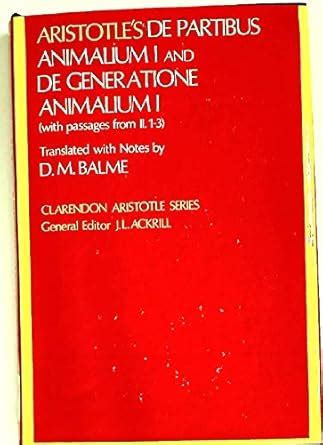 ARISTOTLE'S DE PARTIBUS
ANIMALIUM I AND
DE GENERATIONE
ANIMALIUM I
(with passages from II.1-3)
Translated with Notes by
D. M. BALME
CLARENDON ARISTOTLE SERIES
General Editor J.L. ACKRILL